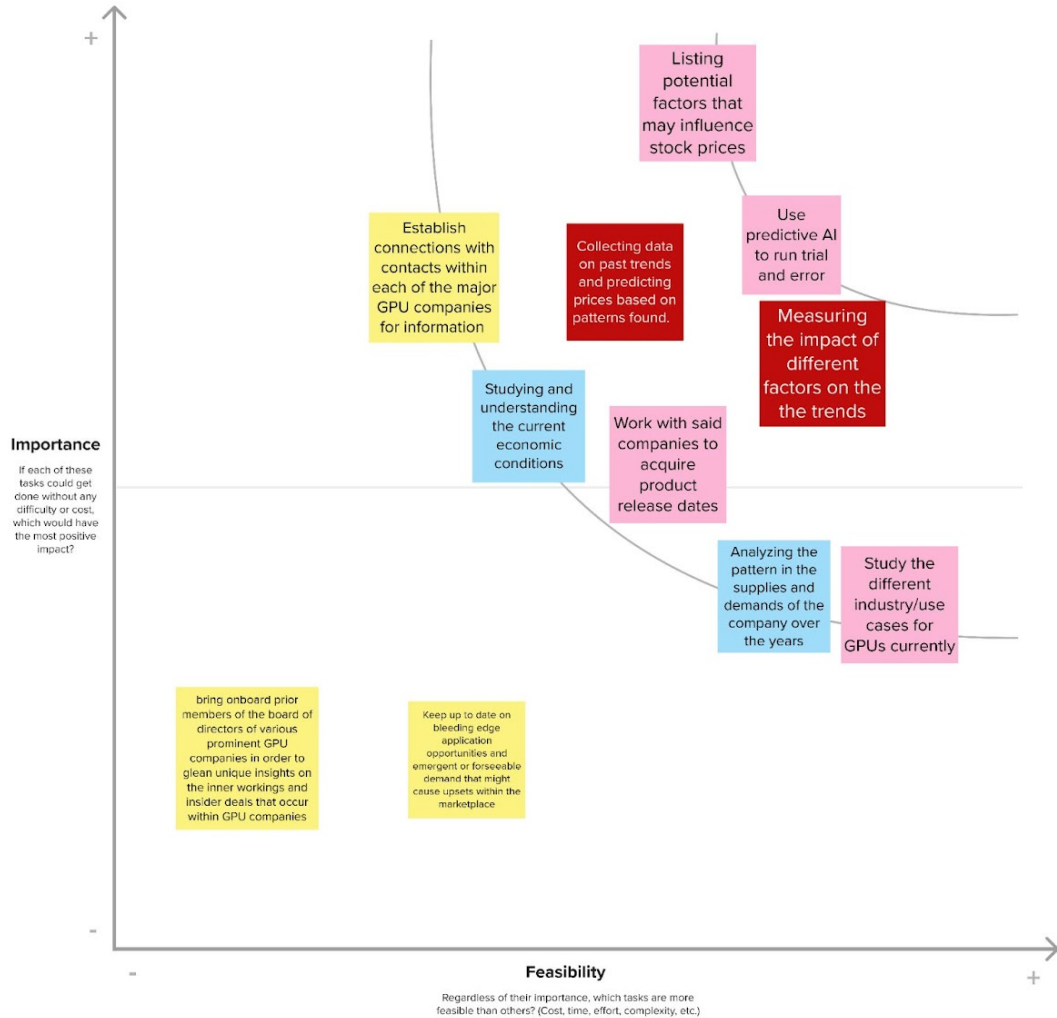 +
Listing
potential
factors that
may influence
stock prices
Use
predictive AI
to run trial
and error
Establish
connections with
contacts within
each of the major
GPU companies
for information
Collecting data
on past trends
and predicting
prices based on
patterns found.
Measuring
the impact of
different
factors on the
the trends
Studying and
understanding
the current
economic
conditions
Work with said
companies to
acquire
product
release dates
Importance
If each of these
tasks could get
done without any
difficulty or cost,
which would have
the most positive
impact?
Analyzing the
pattern in the
supplies and
demands of the
company over
the years
Study the
different
industry/use
cases for
GPUs currently
bring onboard prior
members of the board of
directors of various
prominent GPU
companies in order to
glean unique insights on
the inner workings and
insider deals that occur
within GPU companies
Keep up to date on
bleeding edge
application
opportunities and
emergent or forseeable
demand that might
cause upsets within the
marketplace
-
-
Feasibility
+
Regardless of their importance, which tasks are more
feasible than others? (Cost, time, effort, complexity, etc.)